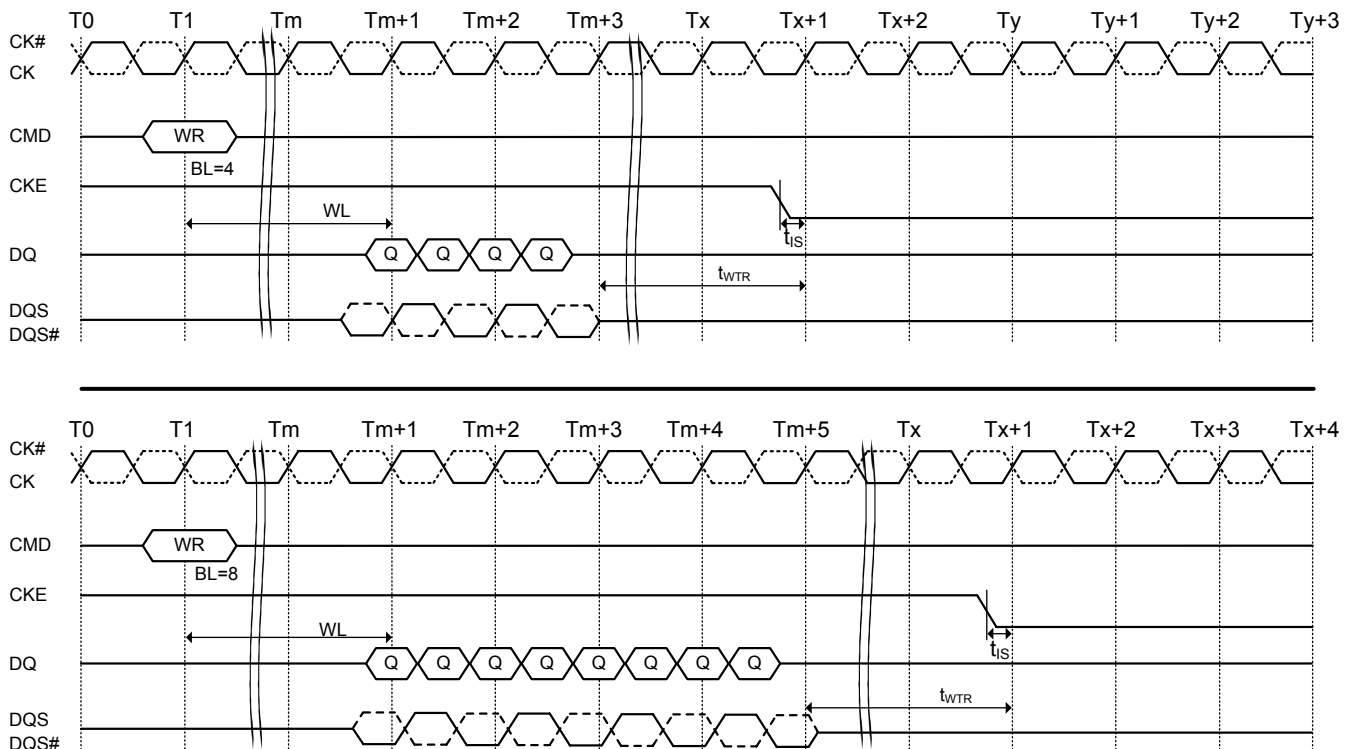 T0 T1 Tm Tm+1 Tm+2 Tm+3 Tx Tx+1 Tx+2 Ty Ty+1 Ty+2 Ty+3
CK#
CK
CMD WR
BL=4
CKE
WL
tIS
DQ Q Q Q Q
tWTR
DQS
DQS#
T0 T1 Tm Tm+1 Tm+2 Tm+3 Tm+4 Tm+5 Tx Tx+1 Tx+2 Tx+3 Tx+4
CK#
CK
CMD WR
BL=8
CKE
WL
tIS
DQ Q Q Q Q Q Q Q Q
tWTR
DQS
DQS#